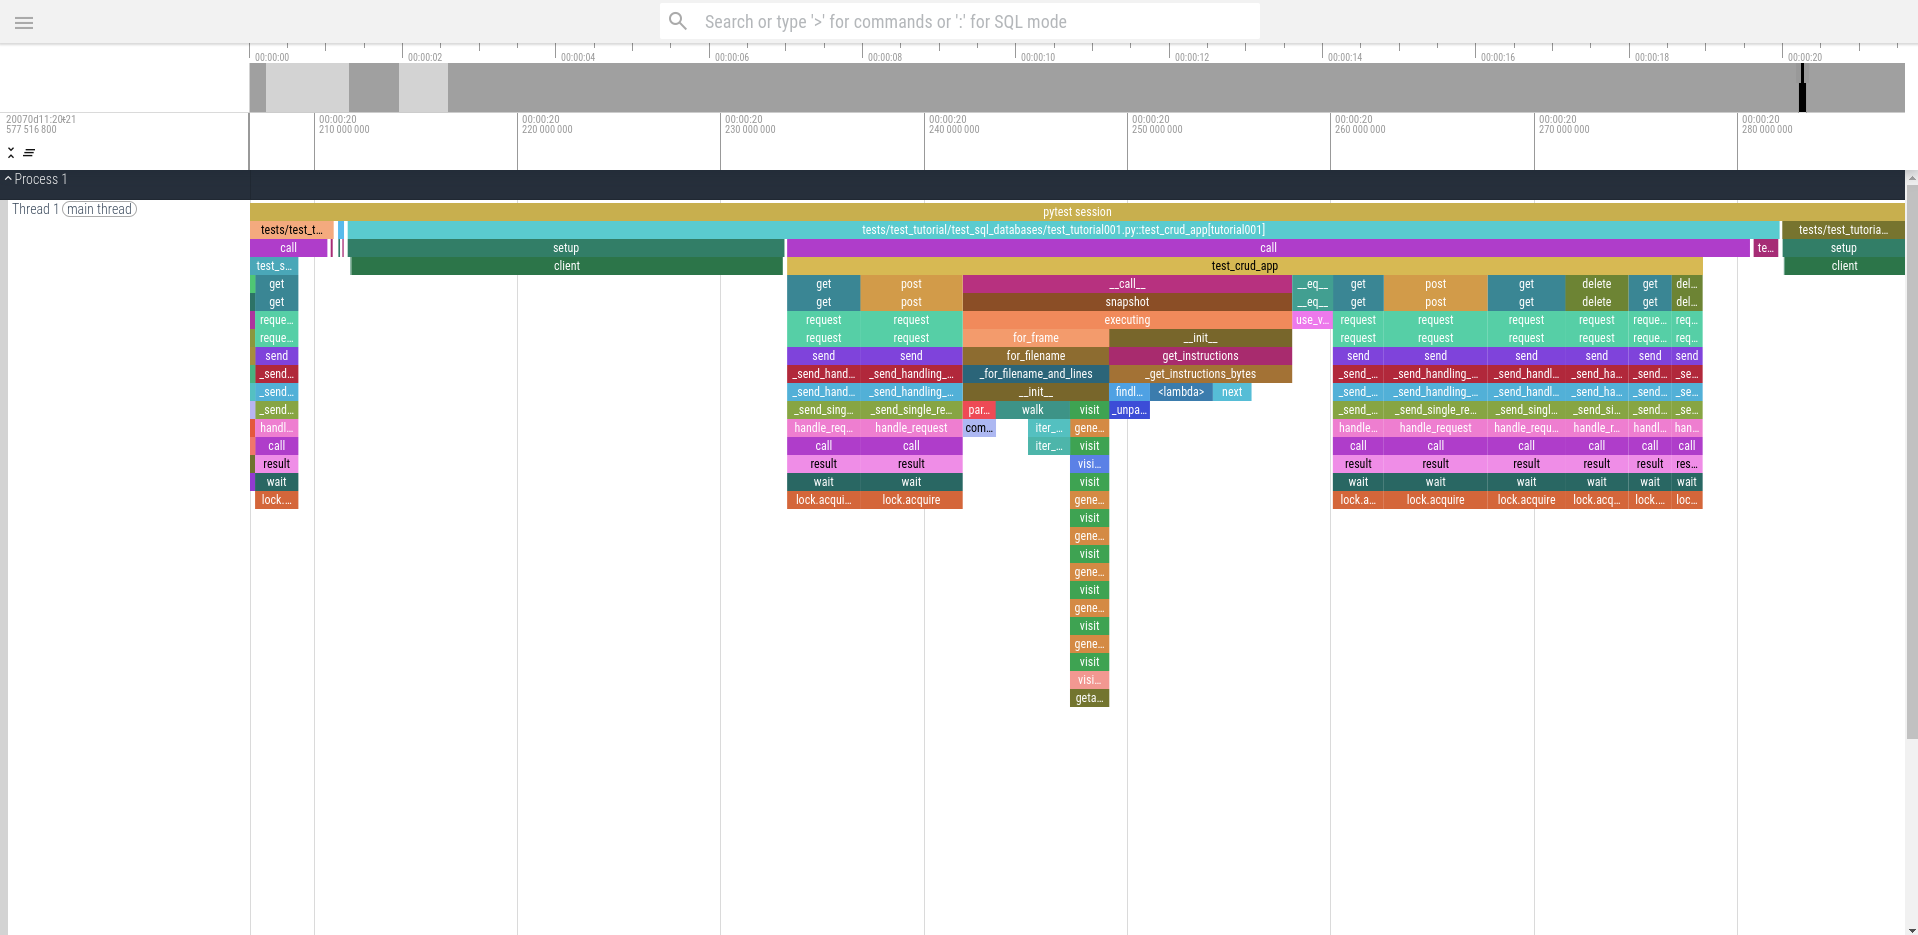 Search or type '>' for commands or ':' for SQL mode
00:00:00 00:00:02 00:00:04 00:00:06 00:00:08 00:00:10 00:00:12 00:00:14 00:00:16 00:00:18 00:00:20
20070d11:20:21 00:00:20 00:00:20 00:00:20 00:00:20 00:00:20 00:00:20 00:00:20 00:00:20
577 516 800 210 000 000 220 000 000 230 000 000 240 000 000 250 000 000 260 000 000 270 000 000 280 000 000
Process 1
Thread 1 main thread
pytest session
tests/test_t... tests/test_tutorial/test_sql_databases/test_tutorial001.py::test_crud_app[tutorial001] tests/test_tutoria...
call setup call te... setup
test_s... client test_crud_app client
get get post __call__ __eq__ get post get delete get del...
get get post snapshot __eq__ get post get delete get del...
reque... request request executing use_v... request request request request reque... req...
reque... request request for_frame __init__ request request request request reque... req...
send send send for_filename get_instructions send send send send send send
_send... _send_hand... _send_handling_... _for_filename_and_lines _get_instructions_bytes _send_... _send_handling_... _send_handl... _send_ha... _send... _se...
_send... _send_hand... _send_handling_... __init__ findl... <lambda> next _send_... _send_handling_... _send_handl... _send_ha... _send... _se...
_send... _send_sing... _send_single_re... par... walk visit _unpa... _send_... _send_single_re... _send_singl... _send_si... _send... _se...
handl... handle_req... handle_request com... iter_... gene... handle... handle_request handle_req... handle_r... handl... han...
call call call iter_... visit call call call call call call
result result result visi... result result result result result res...
wait wait wait visit wait wait wait wait wait wait
lock.... lock.acqui... lock.acquire gene... lock.a... lock.acquire lock.acquire lock.acq... lock.... loc...
visit
gene...
visit
gene...
visit
gene...
visit
gene...
visit
visi...
geta...